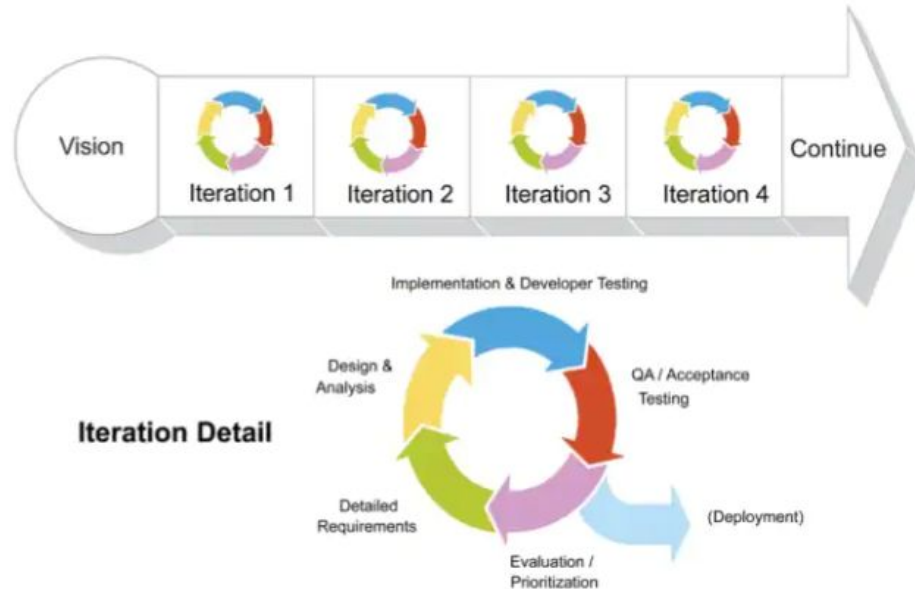 Vision
Iteration 1
Iteration 2
Iteration 3
Iteration 4
Continue
Implementation & Developer Testing
Design &
Analysis
QA / Acceptance
Testing
Iteration Detail
Detailed
Requirements
(Deployment)
Evaluation /
Prioritization